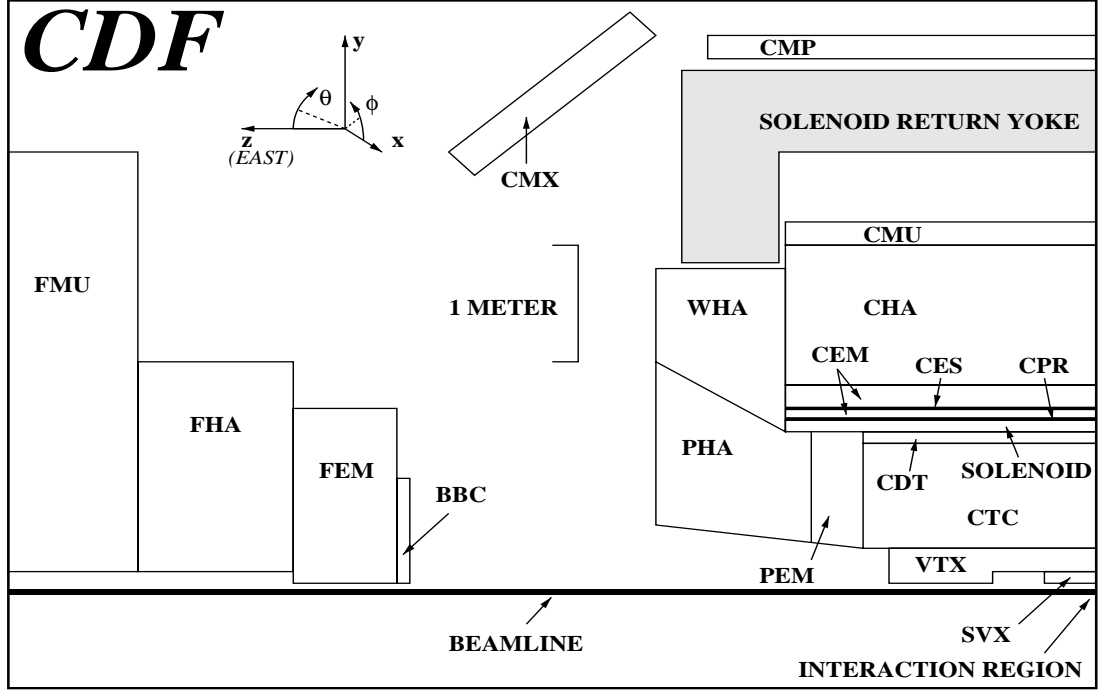 CDF
y
θ
φ
z
(EAST)
x
CMP
SOLENOID RETURN YOKE
CMX
CMU
FMU
1 METER
WHA
CHA
CEM
CES
CPR
FHA
PHA
FEM
SOLENOID
CDT
BBC
CTC
VTX
PEM
SVX
BEAMLINE
INTERACTION REGION